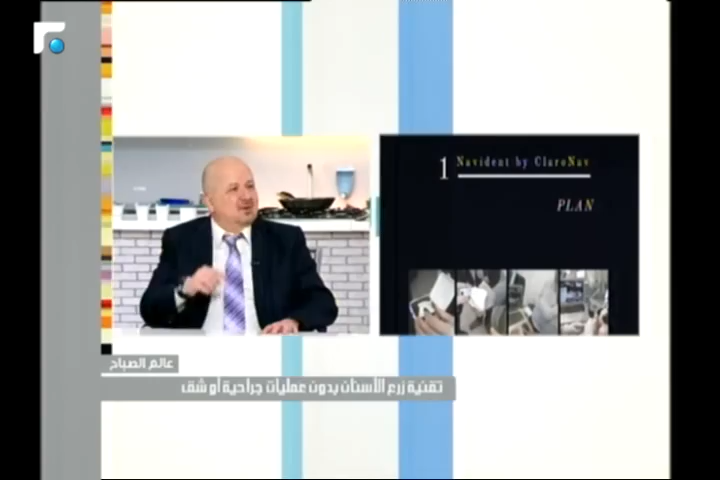 1 Navident by ClaroNav
PLAN
عالم الصباح
تقنية زرع الأسنان بدون عمليات جراحية أو شق